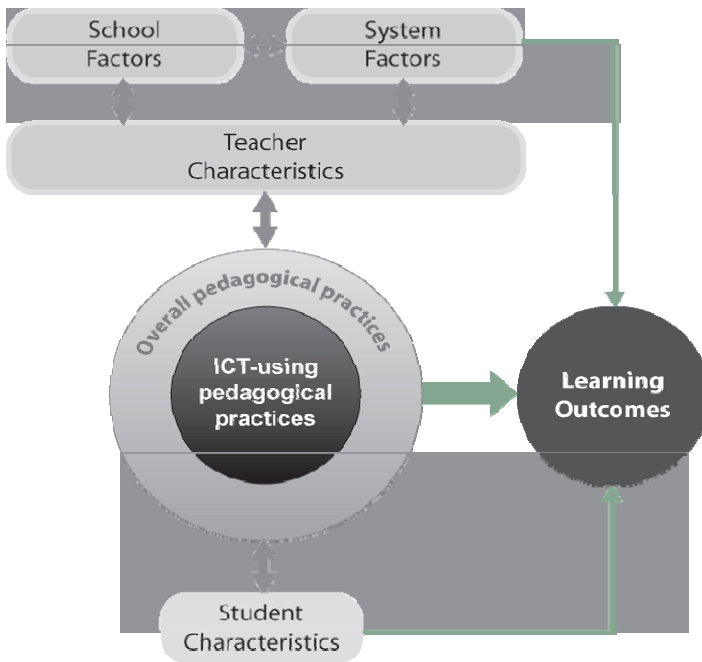 School
Factors
System
Factors
Teacher
Characteristics
Overall pedagogical practices
ICT-using
pedagogical
practices
Learning
Outcomes
Student
Characteristics